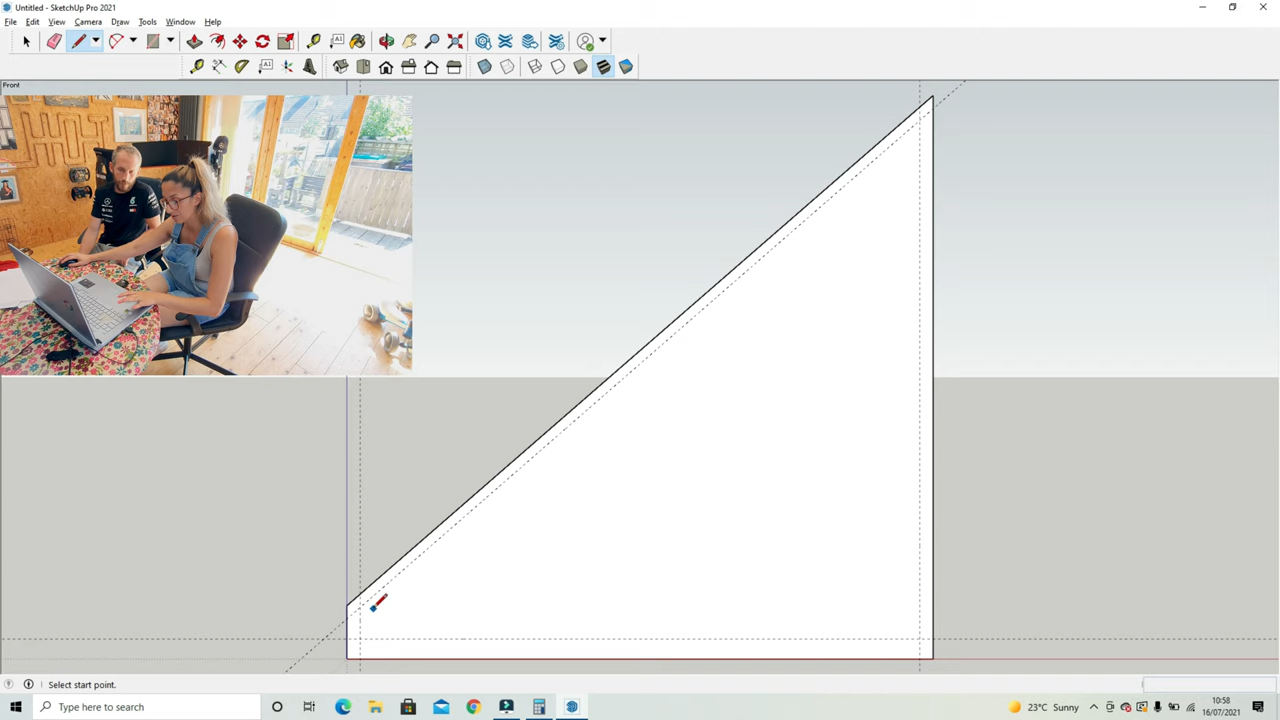 Untitled - SketchUp Pro 2021
File Edit View Camera Draw Tools Window Help
Front
Select start point.
Type here to search
23°C Sunny
10:58
16/07/2021